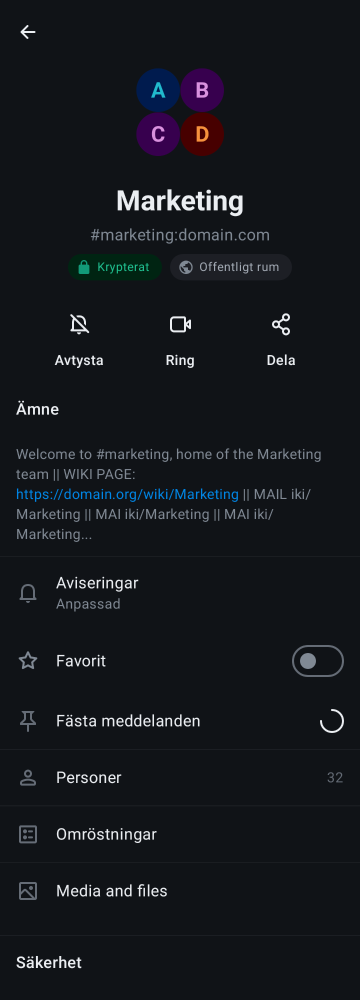 A B
C D
Marketing
#marketing:domain.com
Krypterat Offentligt rum
Avtysta Ring Dela
Ämne
Welcome to #marketing, home of the Marketing
team || WIKI PAGE:
https://domain.org/wiki/Marketing || MAIL iki/
Marketing || MAI iki/Marketing || MAI iki/
Marketing...
Aviseringar
Anpassad
Favorit
Fästa meddelanden
Personer 32
Omröstningar
Media and files
Säkerhet